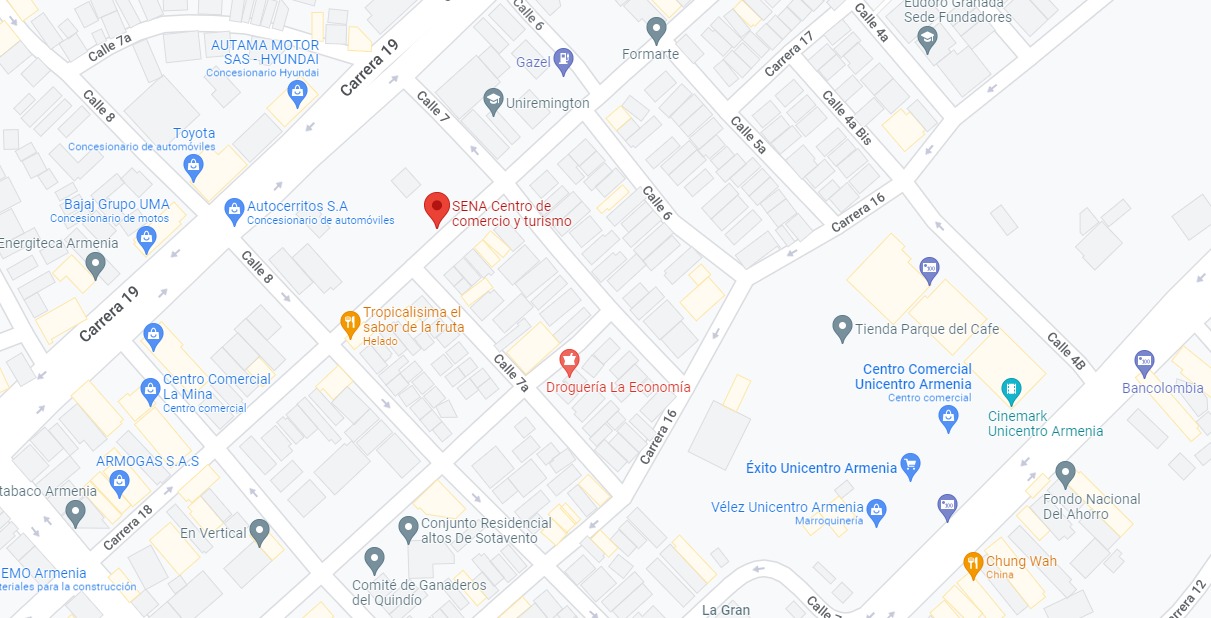 Calle 6
Calle 4a
Eudoro Granada
Sede Fundadores
Calle 7a
AUTAMA MOTOR
SAS - HYUNDAI
Concesionario Hyundai
Carrera 19
Gazel
Formarte
Carrera 17
Calle 8
Calle 7
Uniremington
Calle 4a Bis
Calle 5a
Toyota
Concesionario de automóviles
Bajaj Grupo UMA
Concesionario de motos
Autocerritos S.A
Concesionario de automóviles
SENA Centro de
comercio y turismo
Calle 6
Carrera 16
Energiteca Armenia
Calle 8
Carrera 19
Tropicalisima el
sabor de la fruta
Helado
Tienda Parque del Cafe
Calle 4B
Centro Comercial
La Mina
Centro comercial
Calle 7a
Droguería La Economía
Centro Comercial
Unicentro Armenia
Centro comercial
Bancolombia
Cinemark
Unicentro Armenia
Carrera 16
ARMOGAS S.A.S
Éxito Unicentro Armenia
tabaco Armenia
Carrera 18
En Vertical
Conjunto Residencial
altos De Sotavento
Vélez Unicentro Armenia
Marroquinería
Fondo Nacional
Del Ahorro
EMO Armenia
teriales para la construcción
Comité de Ganaderos
del Quindío
Chung Wah
China
La Gran
Calle 7
Carrera 12